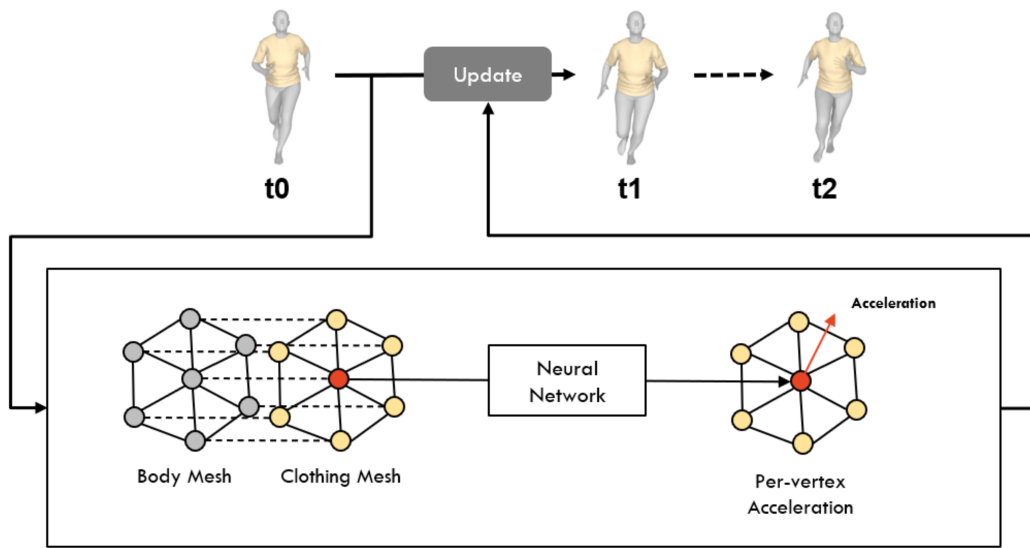 Update
t0
t1
t2
Acceleration
Neural
Network
Body Mesh
Clothing Mesh
Per-vertex
Acceleration